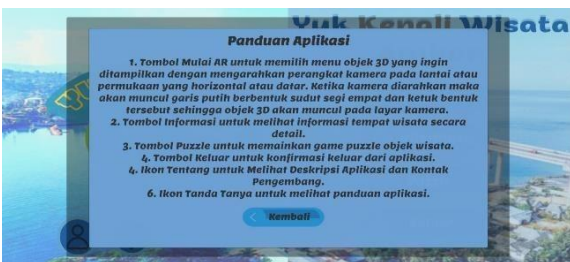 Yuk Kenali Wisata
Panduan Aplikasi
1. Tombol Mulai AR untuk memilih menu objek 3D yang ingin
ditampilkan dengan mengarahkan perangkat kamera pada lantai atau
permukaan yang horizontal atau datar. Ketika kamera diarahkan maka
akan muncul garis putih berbentuk sudut segi empat dan ketuk bentuk
tersebut sehingga objek 3D akan muncul pada layar kamera.
2. Tombol Informasi untuk melihat informasi tempat wisata secara
detail.
3. Tombol Puzzle untuk memainkan game puzzle objek wisata.
4. Tombol Keluar untuk konfirmasi keluar dari aplikasi.
4. Ikon Tentang untuk Melihat Deskripsi Aplikasi dan Kontak
Pengembang.
6. Ikon Tanda Tanya untuk melihat panduan aplikasi.
Kembali